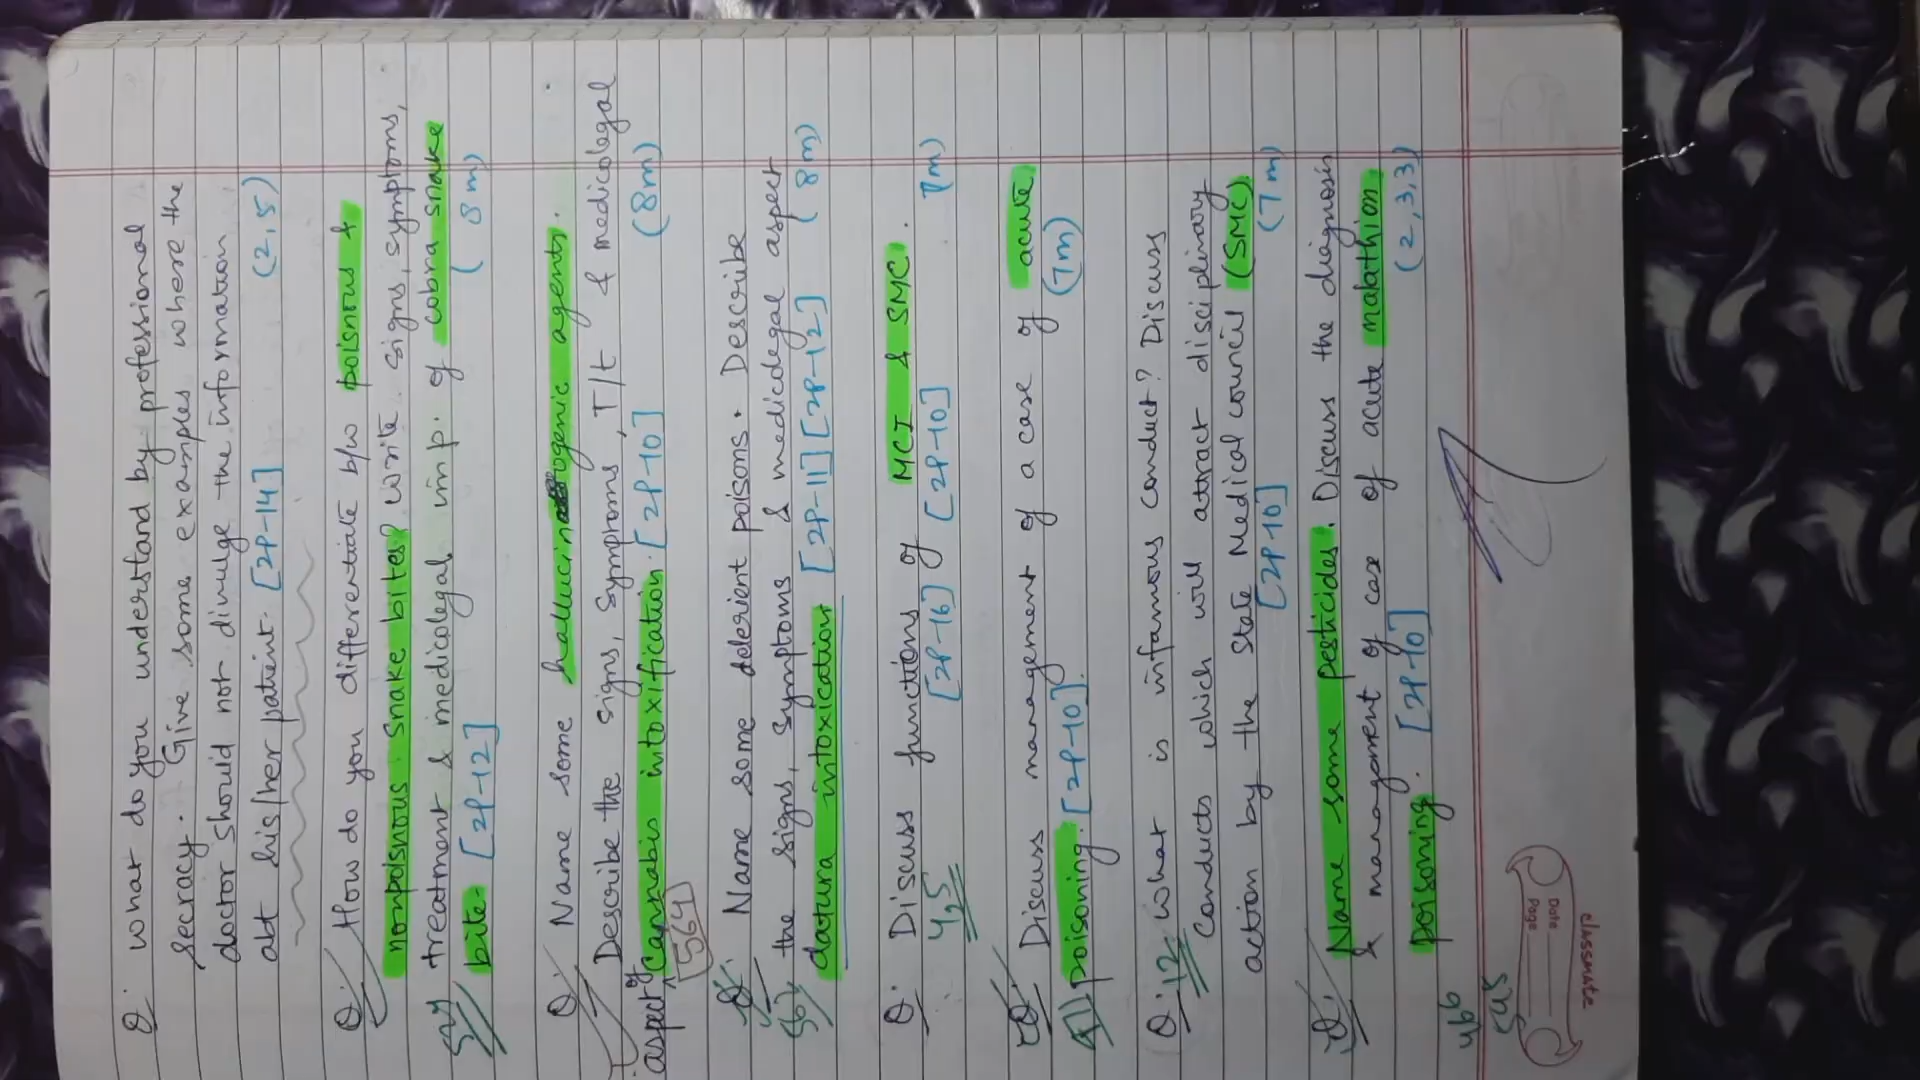 Q. What do you understand by professional
secracy. Give some examples where the
doctor should not divulge the information
abt his/her patient. [2P-14] (2,5)
Q. How do you differentiate b/w poisnous &
nonpoisnous snake bites? Write signs, symptoms,
treatment & medicolegal imp. of cobra snake
bite. [2P-12] (8m)
Q. Name some hallucinogenic agents.
Describe the signs, symptoms, T/t & medicolegal
aspect of Cannabis intoxification. [2P-10] (8m)
564
Q. Name some delerient poisons. Describe
the signs, symptoms & medicolegal aspect
datura intoxication [2P-11] [2P-12] (8m)
Q. Discuss functions of MCI & SMC.
[2P-16] [2P-10] 7m)
Q. Discuss management of a case of acute
poisoning. [2P-10]. (7m)
Q. 12 What is infamous conduct? Discuss
Conducts which will attract disciplinary
action by the State Medical council (SMC)
[2P-10] (7m)
Q. Name some pesticides. Discuss the diagnosis
& management of case of acute malathion
poisoning. [2P-10] (2,3,3)
classmate
Date
Page